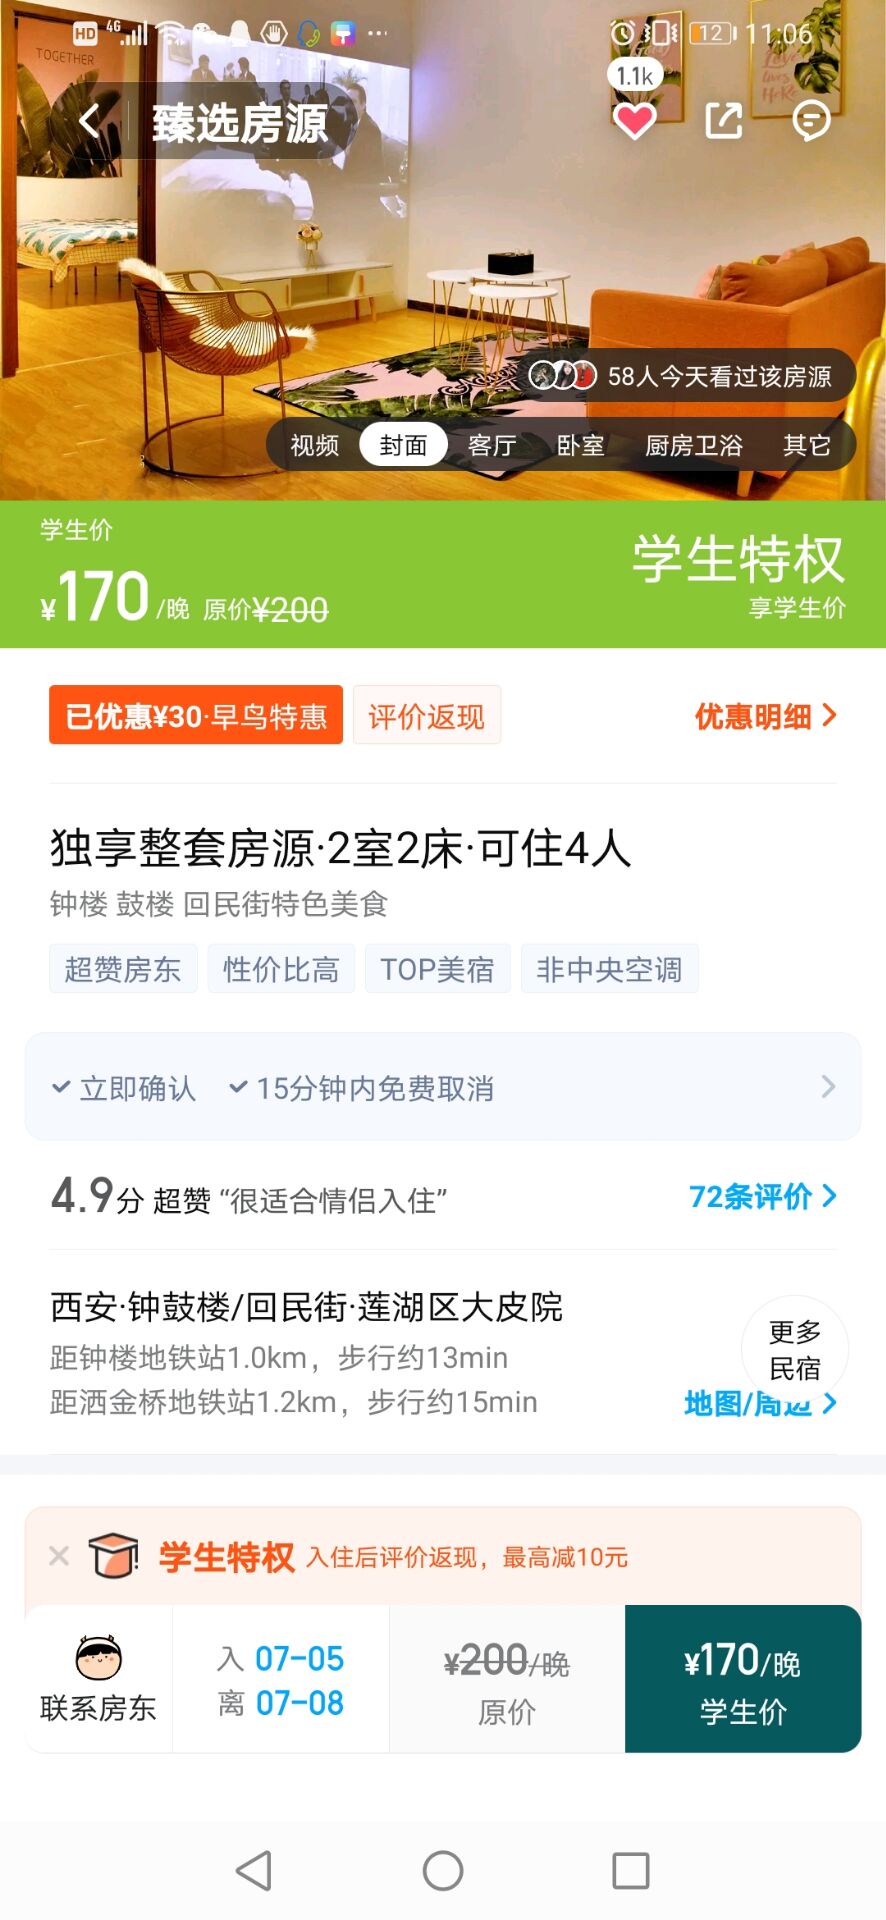 HD 4G 12 11:06
TOGETHER
1.1k
臻选房源
58人今天看过该房源
视频 封面 客厅 卧室 厨房卫浴 其它
学生价
¥170/晚 原价¥200
学生特权
享学生价
已优惠¥30·早鸟特惠 评价返现 优惠明细
独享整套房源·2室2床·可住4人
钟楼 鼓楼 回民街特色美食
超赞房东 性价比高 TOP美宿 非中央空调
立即确认 15分钟内免费取消
4.9分 超赞 “很适合情侣入住” 72条评价
西安·钟鼓楼/回民街·莲湖区大皮院
距钟楼地铁站1.0km，步行约13min
距洒金桥地铁站1.2km，步行约15min
更多
民宿
地图/周边
学生特权 入住后评价返现，最高减10元
联系房东
入 07-05
离 07-08
¥200/晚
原价
¥170/晚
学生价